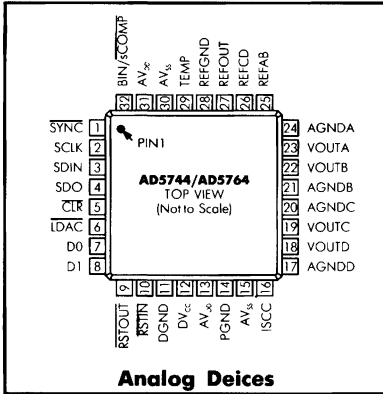 BIN/sCOMP
AVDD
AVSS
TEMP
REFGND
REFOUT
REFCD
REFAB
32 31 30 29 28 27 26 25
SYNC 1
SCLK 2
SDIN 3
SDO 4
CLR 5
LDAC 6
D0 7
D1 8
PIN1
AD5744/AD5764
TOP VIEW
(Not to Scale)
24 AGNDA
23 VOUTA
22 VOUTB
21 AGNDB
20 AGNDC
19 VOUTC
18 VOUTD
17 AGNDD
9 10 11 12 13 14 15 16
RSTOUT
RSTIN
DGND
DVCC
AVDD
PGND
AVSS
ISCC
Analog Deices